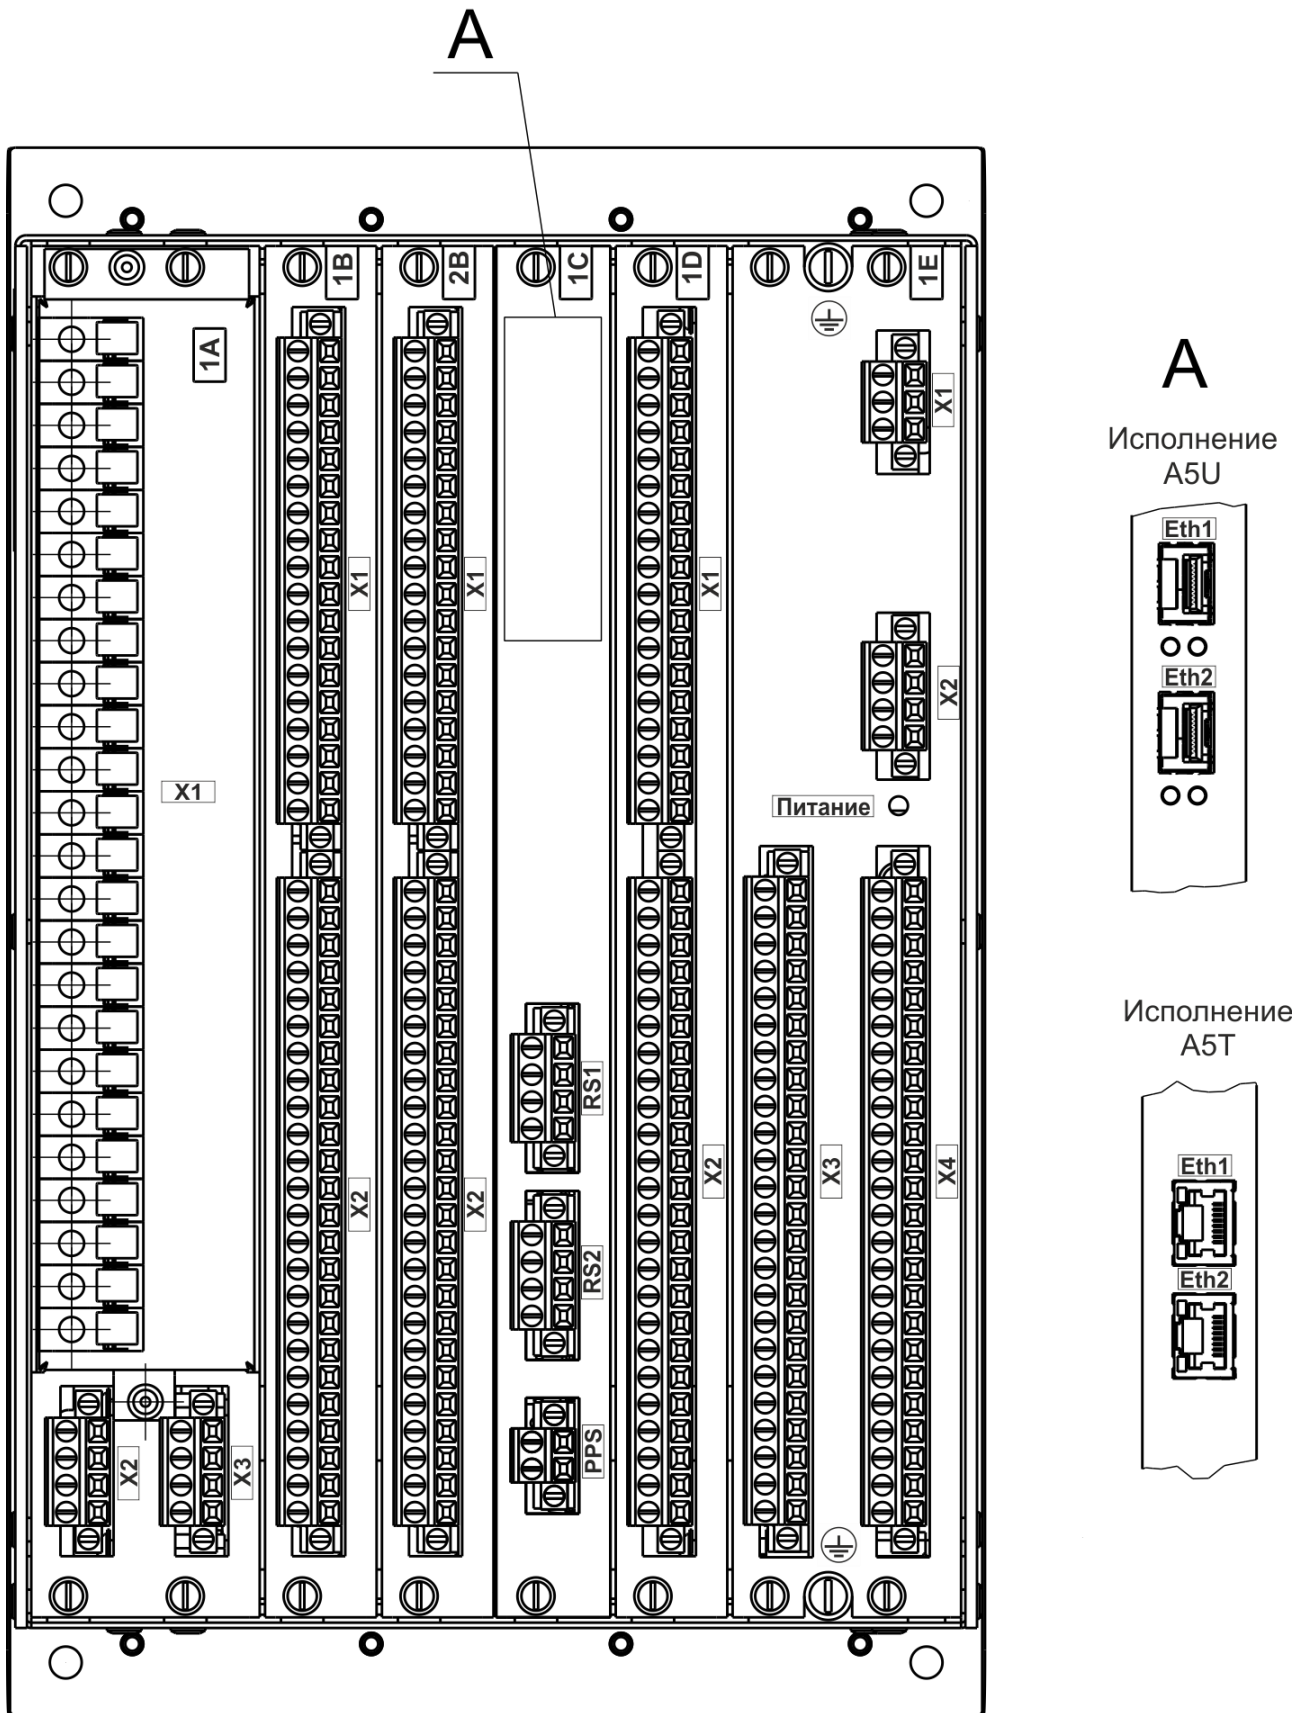 A
1B
2B
1C
1D
1E
1A
X1
A
Исполнение
A5U
Eth1
X1
X1
X1
X2
Eth2
X1
Питание
Исполнение
A5T
RS1
X2
X2
X2
X3
X4
Eth1
RS2
Eth2
PPS
X2
X3